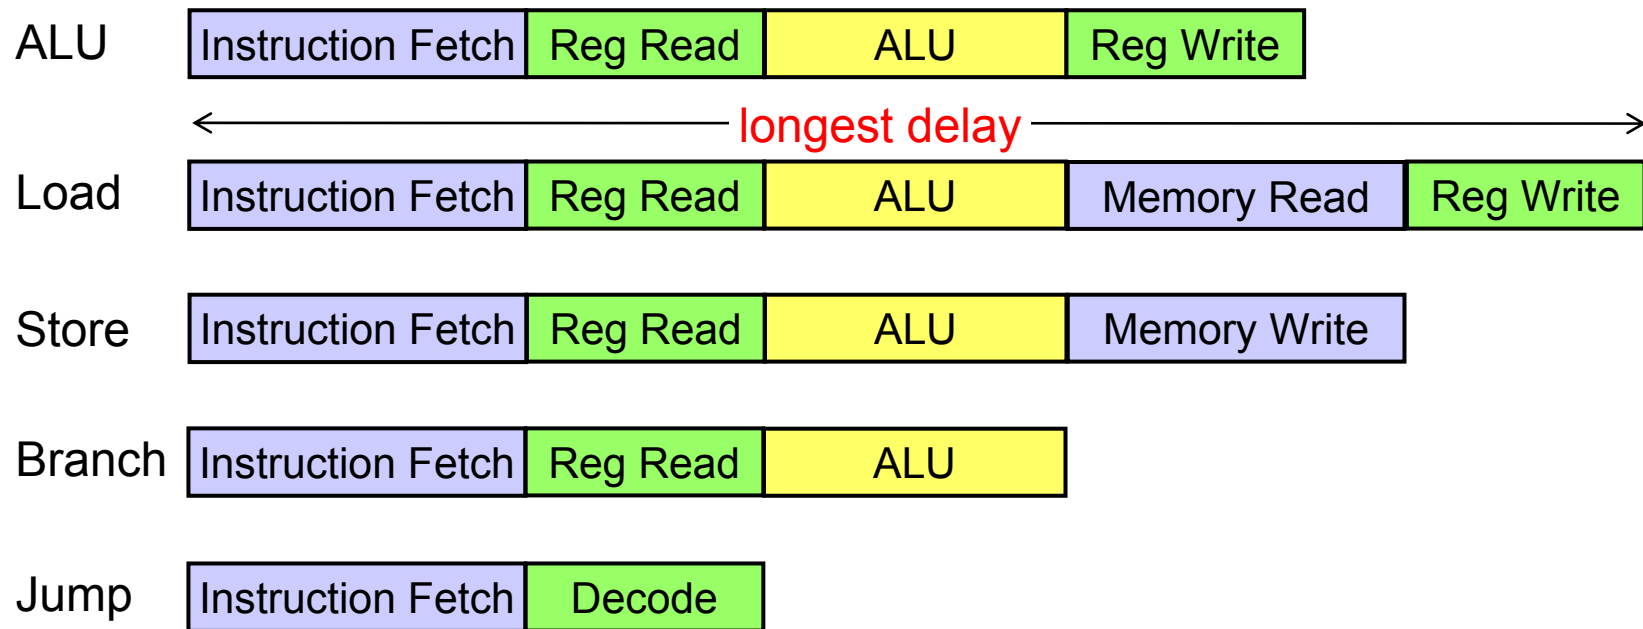 ALU Instruction Fetch Reg Read ALU Reg Write
longest delay
Load Instruction Fetch Reg Read ALU Memory Read Reg Write
Store Instruction Fetch Reg Read ALU Memory Write
Branch Instruction Fetch Reg Read ALU
Jump Instruction Fetch Decode